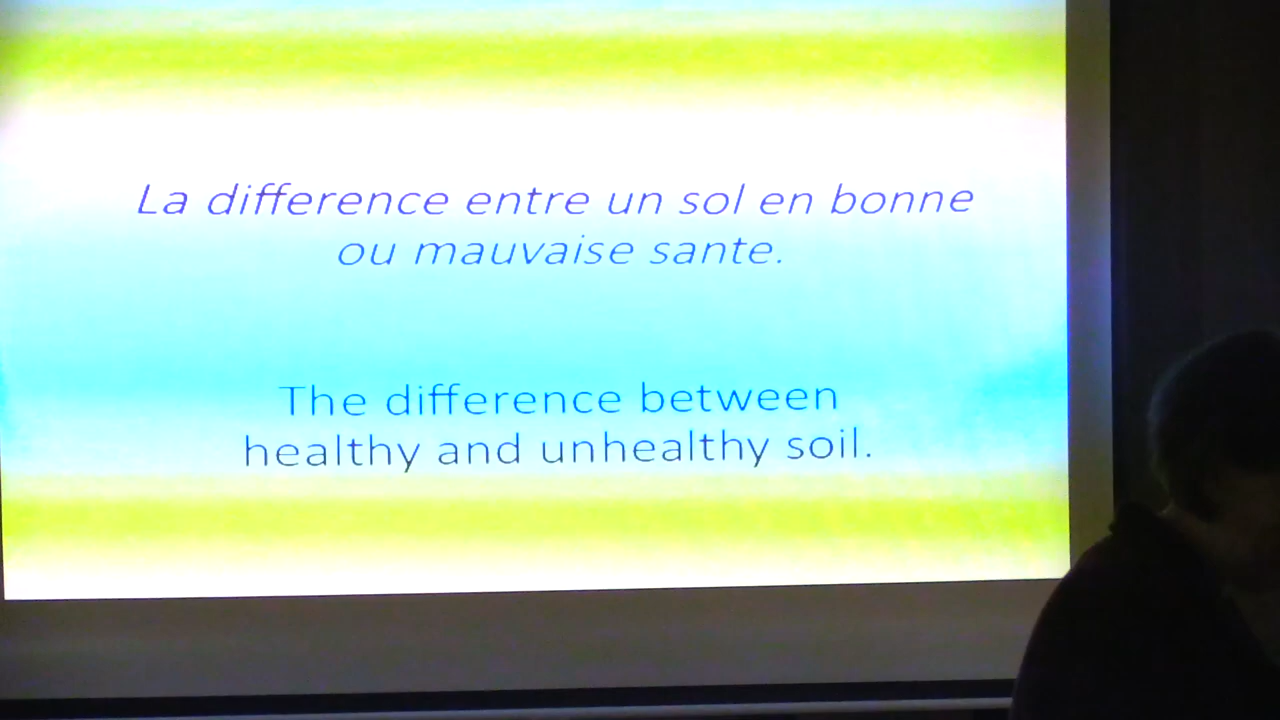 La difference entre un sol en bonne
ou mauvaise sante.
The difference between
healthy and unhealthy soil.